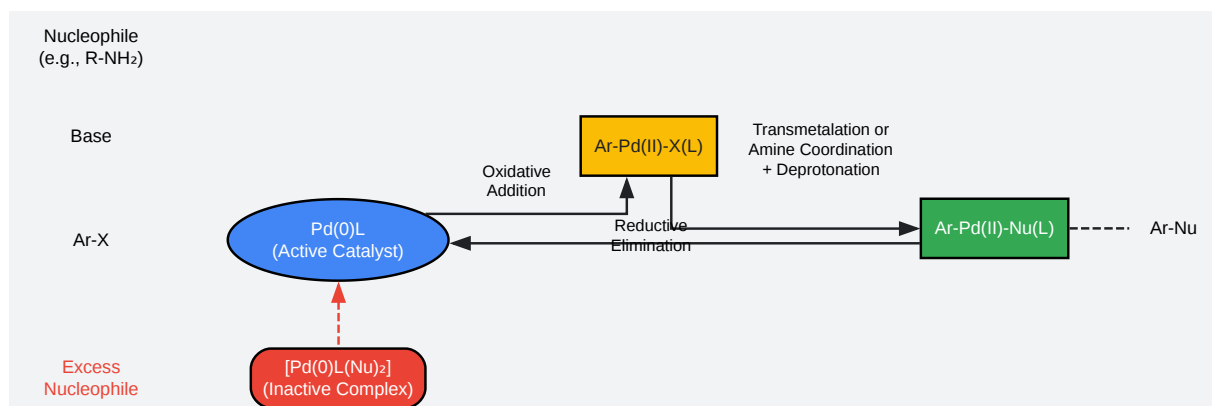 Nucleophile
(e.g., R-NH₂)
Base
Ar-Pd(II)-X(L)
Transmetalation or
Amine Coordination
+ Deprotonation
Oxidative
Addition
Ar-X
Pd(0)L
(Active Catalyst)
Reductive
Elimination
Ar-Pd(II)-Nu(L)
Ar-Nu
Excess
Nucleophile
[Pd(0)L(Nu)₂]
(Inactive Complex)